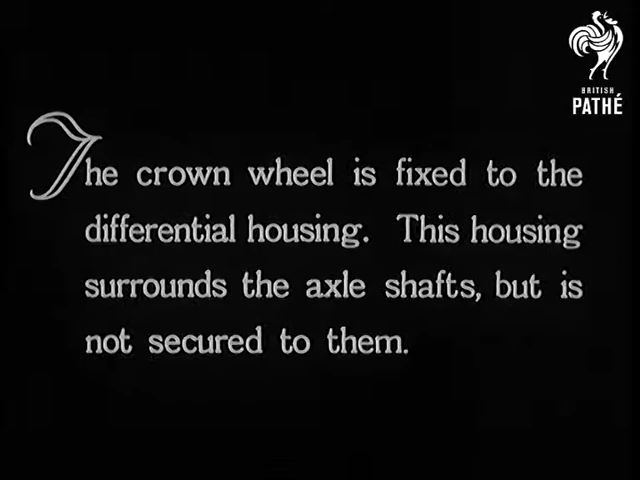 BRITISH
PATHÉ
The crown wheel is fixed to the
differential housing. This housing
surrounds the axle shafts, but is
not secured to them.